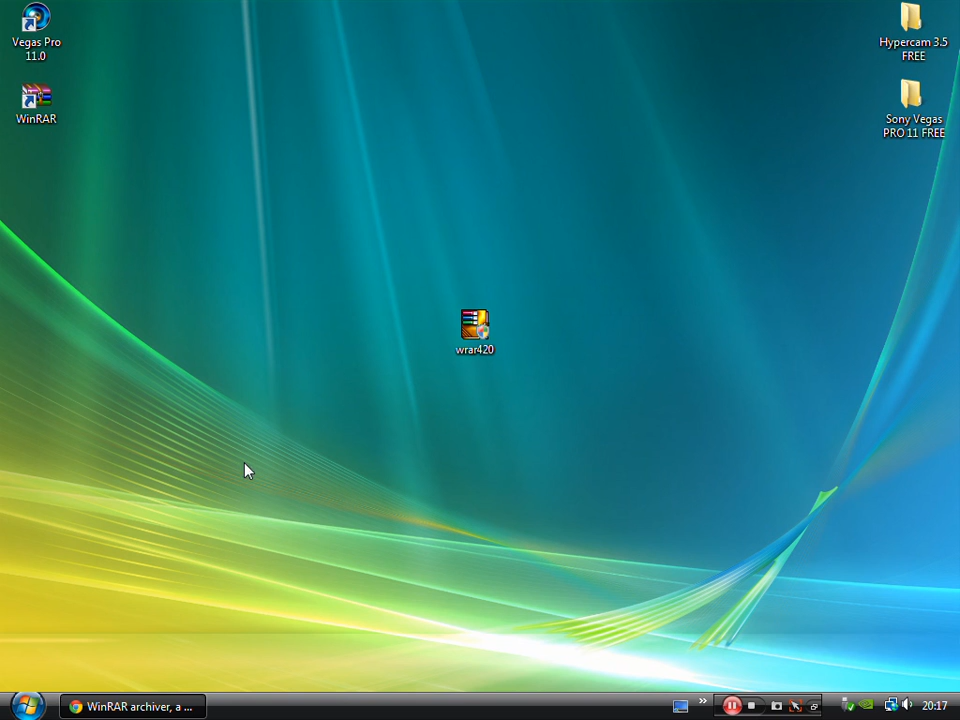 Vegas Pro
11.0
WinRAR
Hypercam 3.5
FREE
Sony Vegas
PRO 11 FREE
wrar420
WinRAR archiver, a ...
20:17